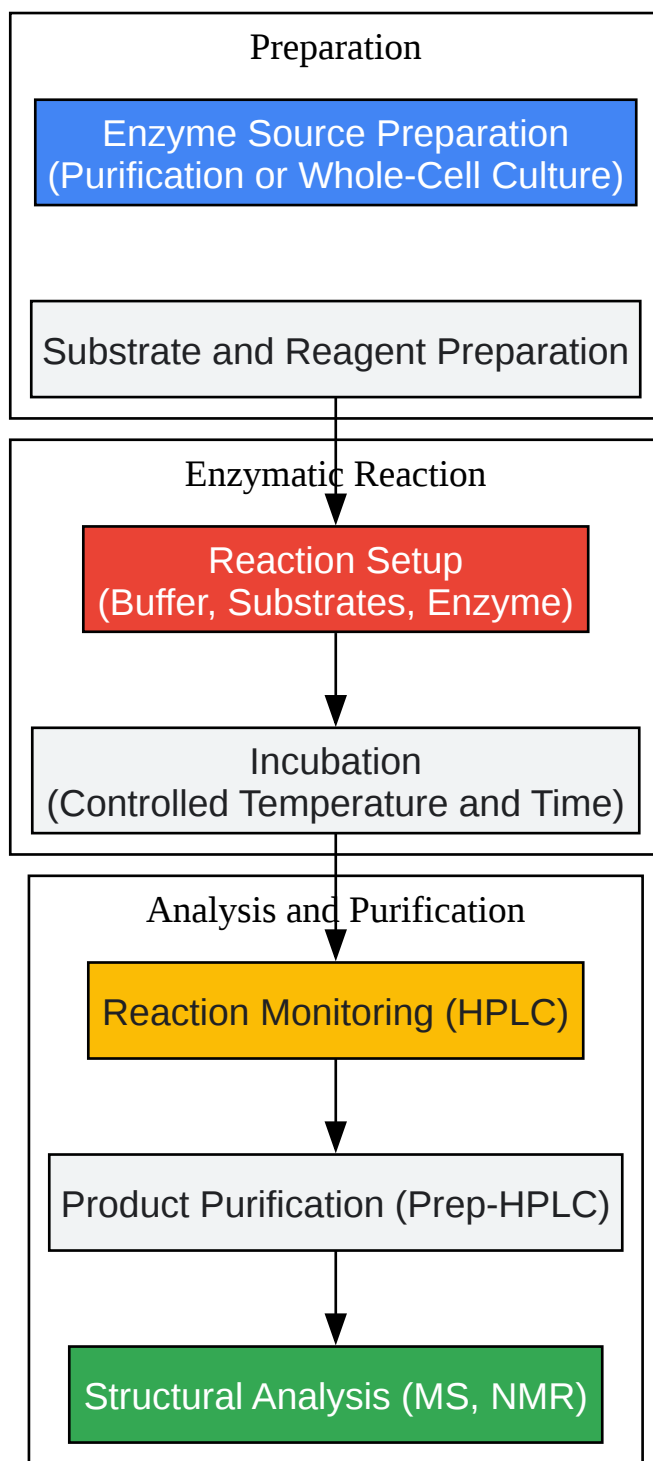 Preparation
Enzyme Source Preparation
(Purification or Whole-Cell Culture)
Substrate and Reagent Preparation
Enzymatic Reaction
Reaction Setup
(Buffer, Substrates, Enzyme)
Incubation
(Controlled Temperature and Time)
Analysis and Purification
Reaction Monitoring (HPLC)
Product Purification (Prep-HPLC)
Structural Analysis (MS, NMR)